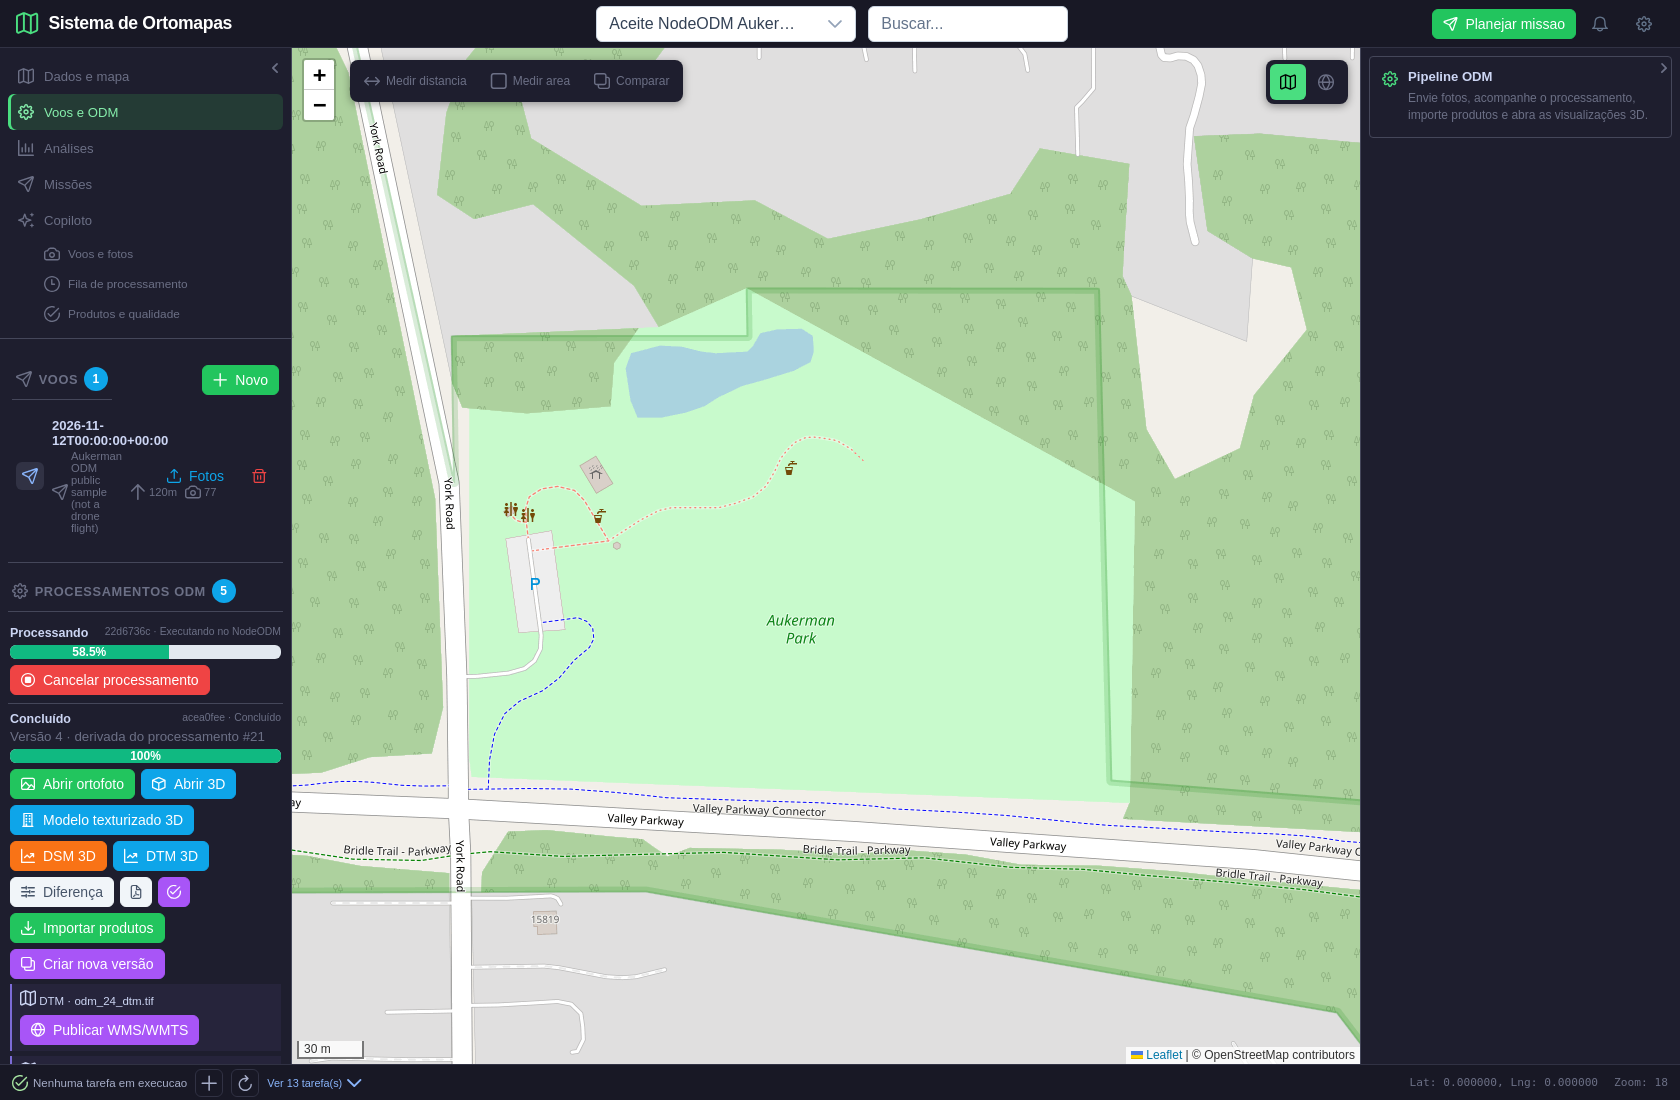 Sistema de Ortomapas
Aceite NodeODM Auker…
Buscar...
Planejar missao
Dados e mapa
Voos e ODM
Análises
Missões
Copiloto
Voos e fotos
Fila de processamento
Produtos e qualidade
VOOS 1
Novo
2026-11-
12T00:00:00+00:00
Aukerman
ODM
public
sample
(not a
drone
flight)
120m
77
Fotos
PROCESSAMENTOS ODM 5
Processando
22d6736c · Executando no NodeODM
58.5%
Cancelar processamento
Concluído
acea0fee · Concluído
Versão 4 · derivada do processamento #21
100%
Abrir ortofoto
Abrir 3D
Modelo texturizado 3D
DSM 3D
DTM 3D
Diferença
Importar produtos
Criar nova versão
DTM · odm_24_dtm.tif
Publicar WMS/WMTS
+
−
Medir distancia
Medir area
Comparar
York Road
York Road
P
Aukerman
Park
ay
Valley Parkway Connector
Valley Parkway
Valley Parkway
Valley Parkway C
Bridle Trail - Parkway
Bridle Trail - Parkway
Bridle Trail - Parkway
York Road
15819
30 m
Leaflet | © OpenStreetMap contributors
Pipeline ODM
Envie fotos, acompanhe o processamento,
importe produtos e abra as visualizações 3D.
Nenhuma tarefa em execucao
Ver 13 tarefa(s)
Lat: 0.000000, Lng: 0.000000
Zoom: 18